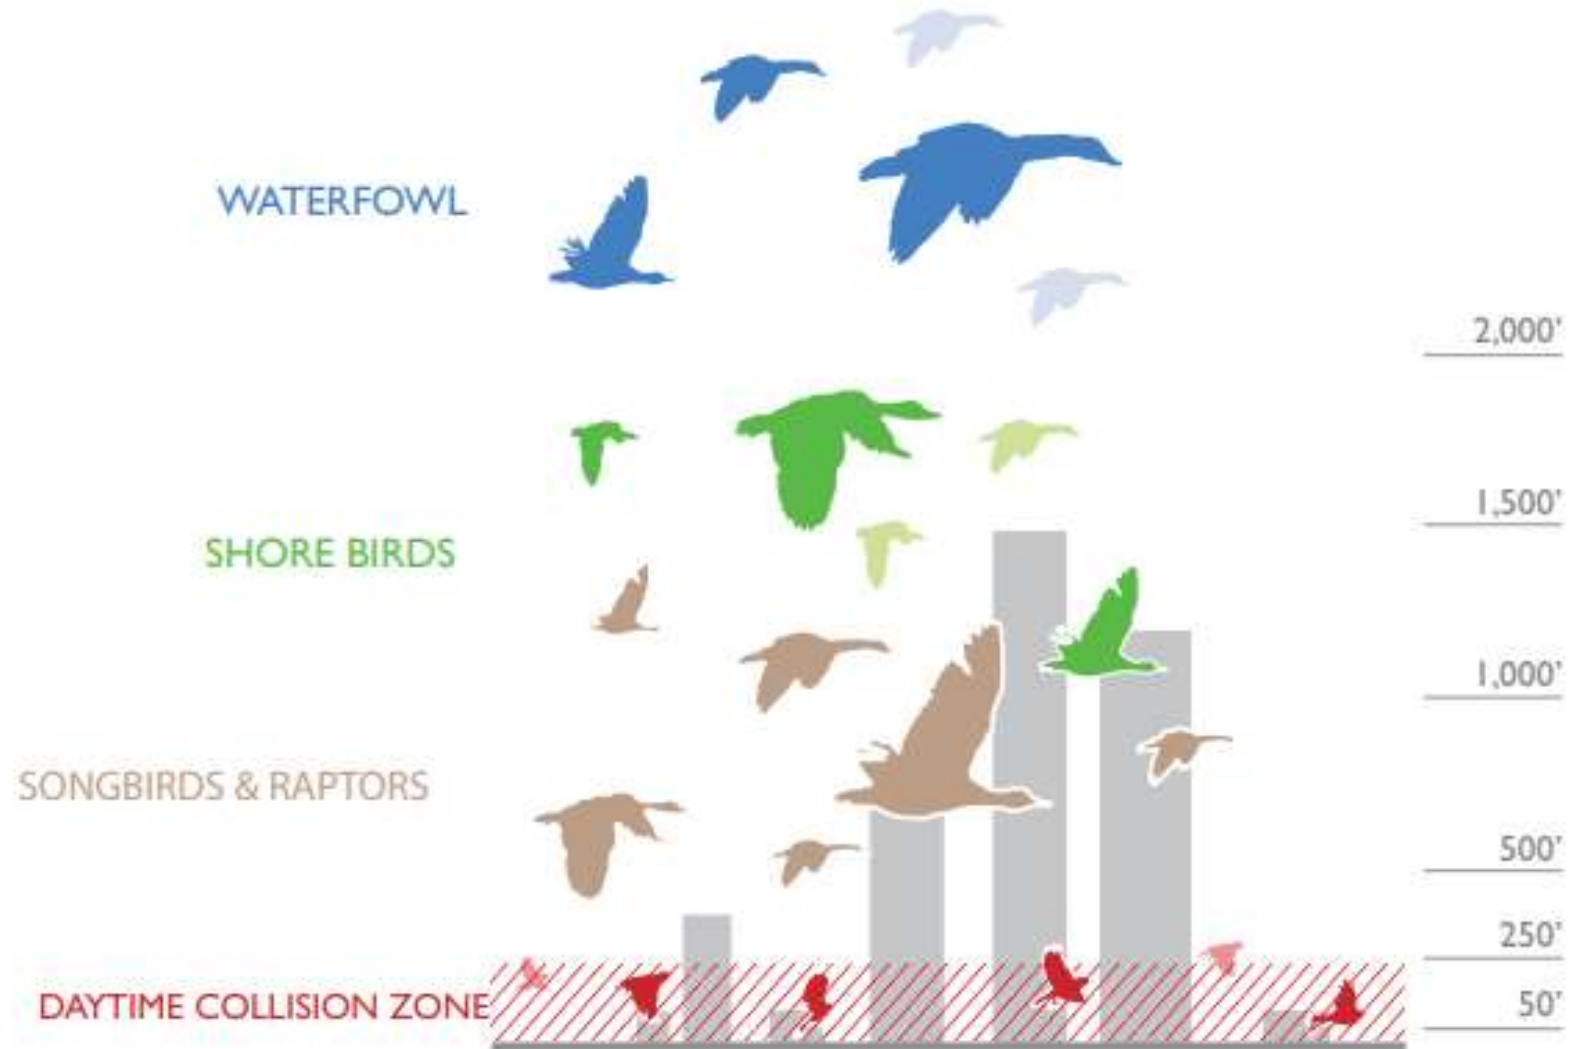 WATERFOWL
2,000'
1,500'
SHORE BIRDS
1,000'
SONGBIRDS & RAPTORS
500'
250'
DAYTIME COLLISION ZONE
50'